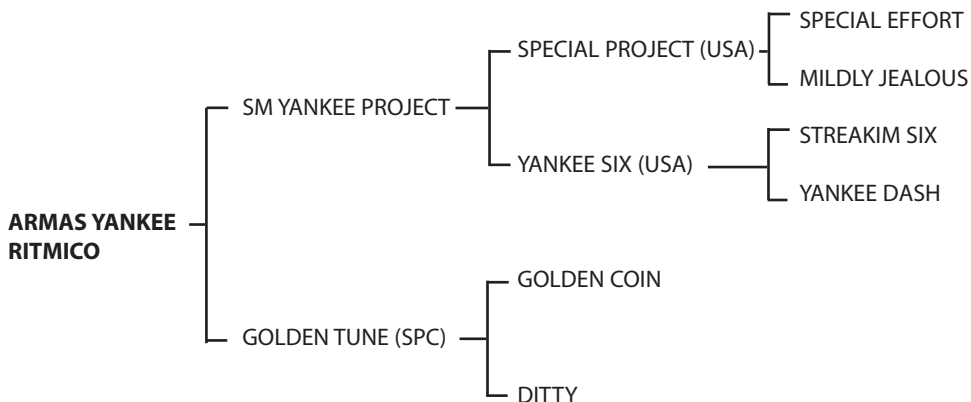 SPECIAL EFFORT
SPECIAL PROJECT (USA)
MILDLY JEALOUS
SM YANKEE PROJECT
STREAKIM SIX
YANKEE SIX (USA)
YANKEE DASH
ARMAS YANKEE
RITMICO
GOLDEN COIN
GOLDEN TUNE (SPC)
DITTY